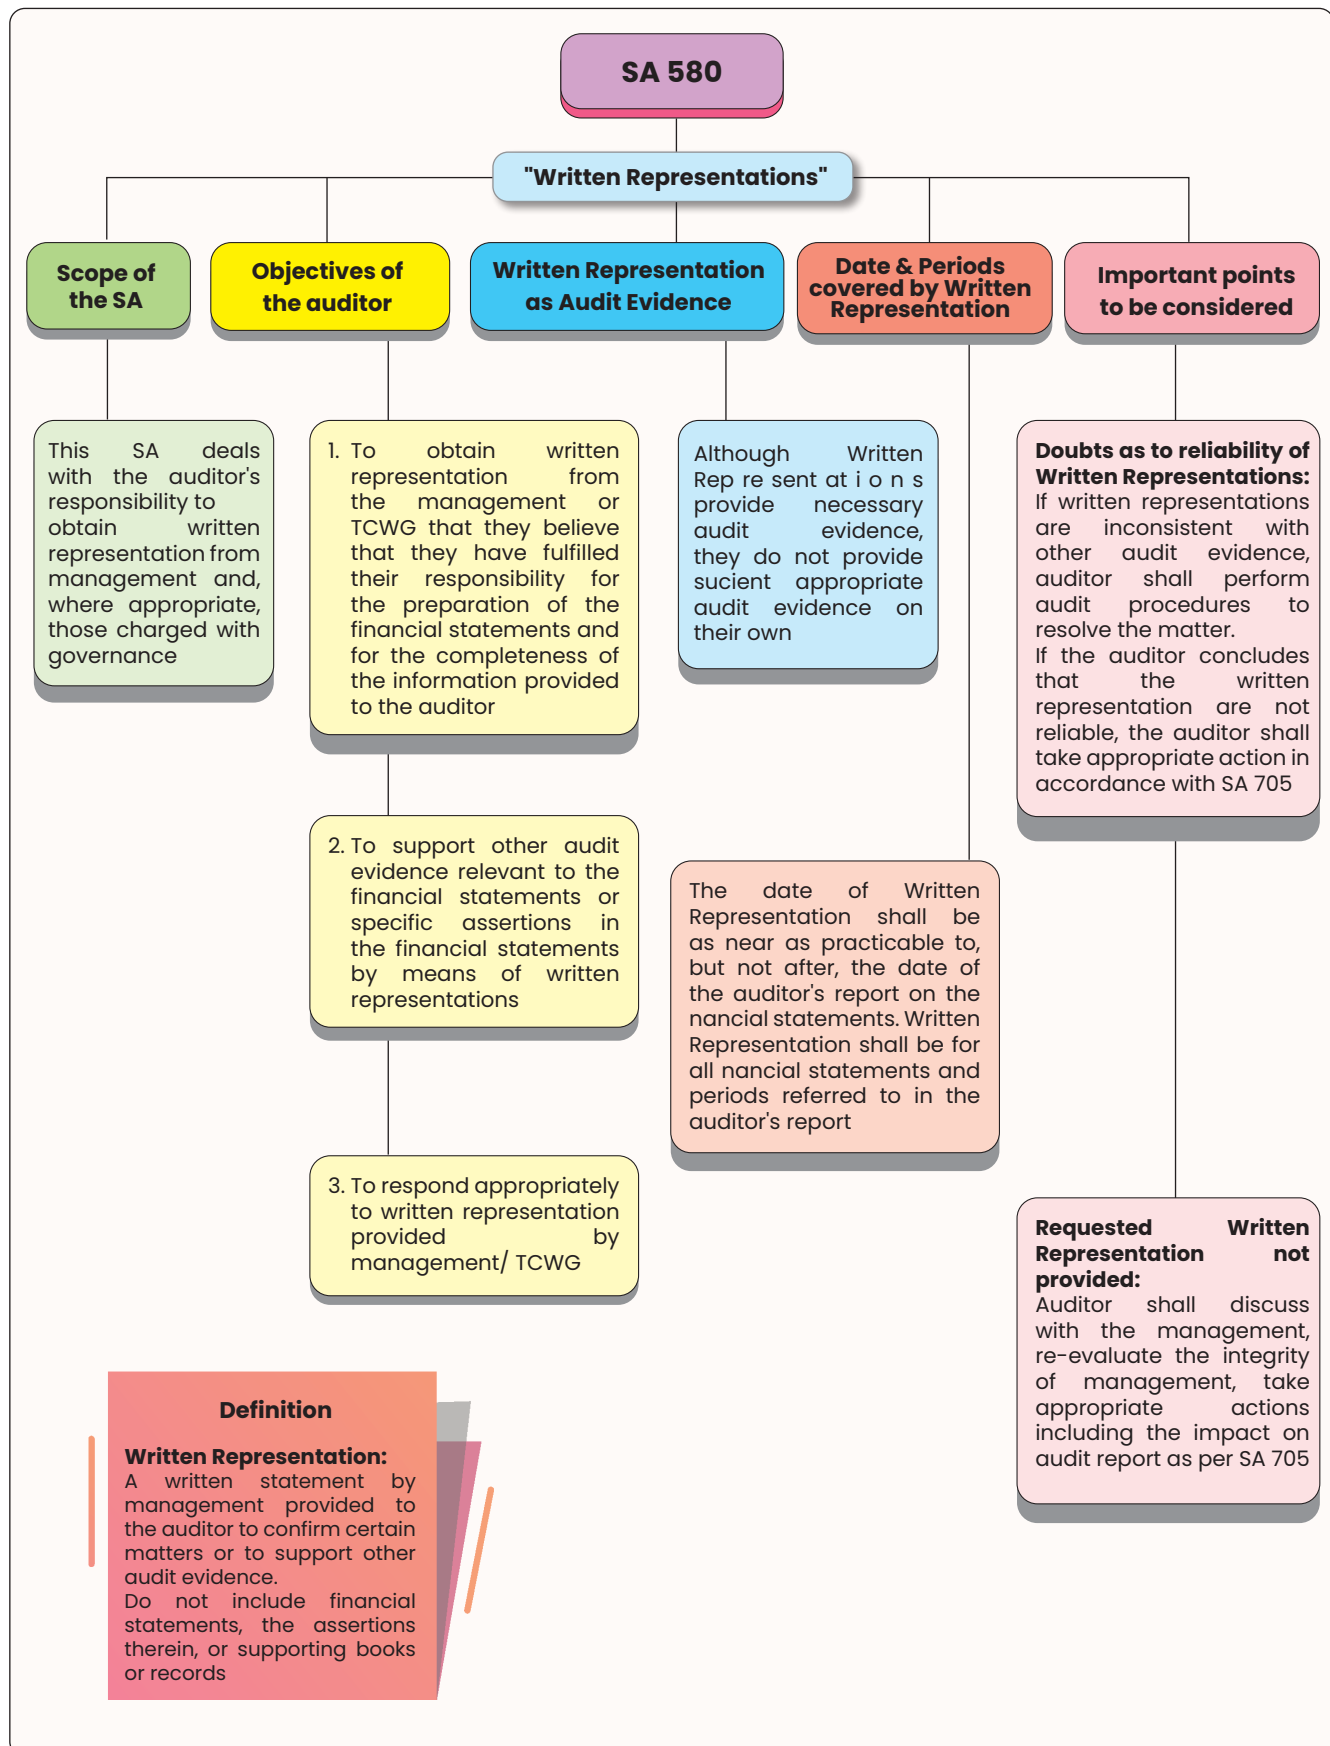 SA 580
"Written Representations"
Scope of
the SA
This SA deals
with the auditor's
responsibility to
obtain written
representation from
management and,
where appropriate,
those charged with
governance
Objectives of
the auditor
1. To obtain written
representation from
the management or
TCWG that they believe
that they have fulfilled
their responsibility for
the preparation of the
financial statements and
for the completeness of
the information provided
to the auditor
2. To support other audit
evidence relevant to the
financial statements or
specific assertions in
the financial statements
by means of written
representations
3. To respond appropriately
to written representation
provided by
management/ TCWG
Written Representation
as Audit Evidence
Although Written
Rep re sent at i o n s
provide necessary
audit evidence,
they do not provide
sucient appropriate
audit evidence on
their own
Date & Periods
covered by Written
Representation
The date of Written
Representation shall be
as near as practicable to,
but not after, the date of
the auditor's report on the
nancial statements. Written
Representation shall be for
all nancial statements and
periods referred to in the
auditor's report
Important points
to be considered
Doubts as to reliability of
Written Representations:
If written representations
are inconsistent with
other audit evidence,
auditor shall perform
audit procedures to
resolve the matter.
If the auditor concludes
that the written
representation are not
reliable, the auditor shall
take appropriate action in
accordance with SA 705
Requested Written
Representation not
provided:
Auditor shall discuss
with the management,
re-evaluate the integrity
of management, take
appropriate actions
including the impact on
audit report as per SA 705
Definition
Written Representation:
A written statement by
management provided to
the auditor to confirm certain
matters or to support other
audit evidence.
Do not include financial
statements, the assertions
therein, or supporting books
or records